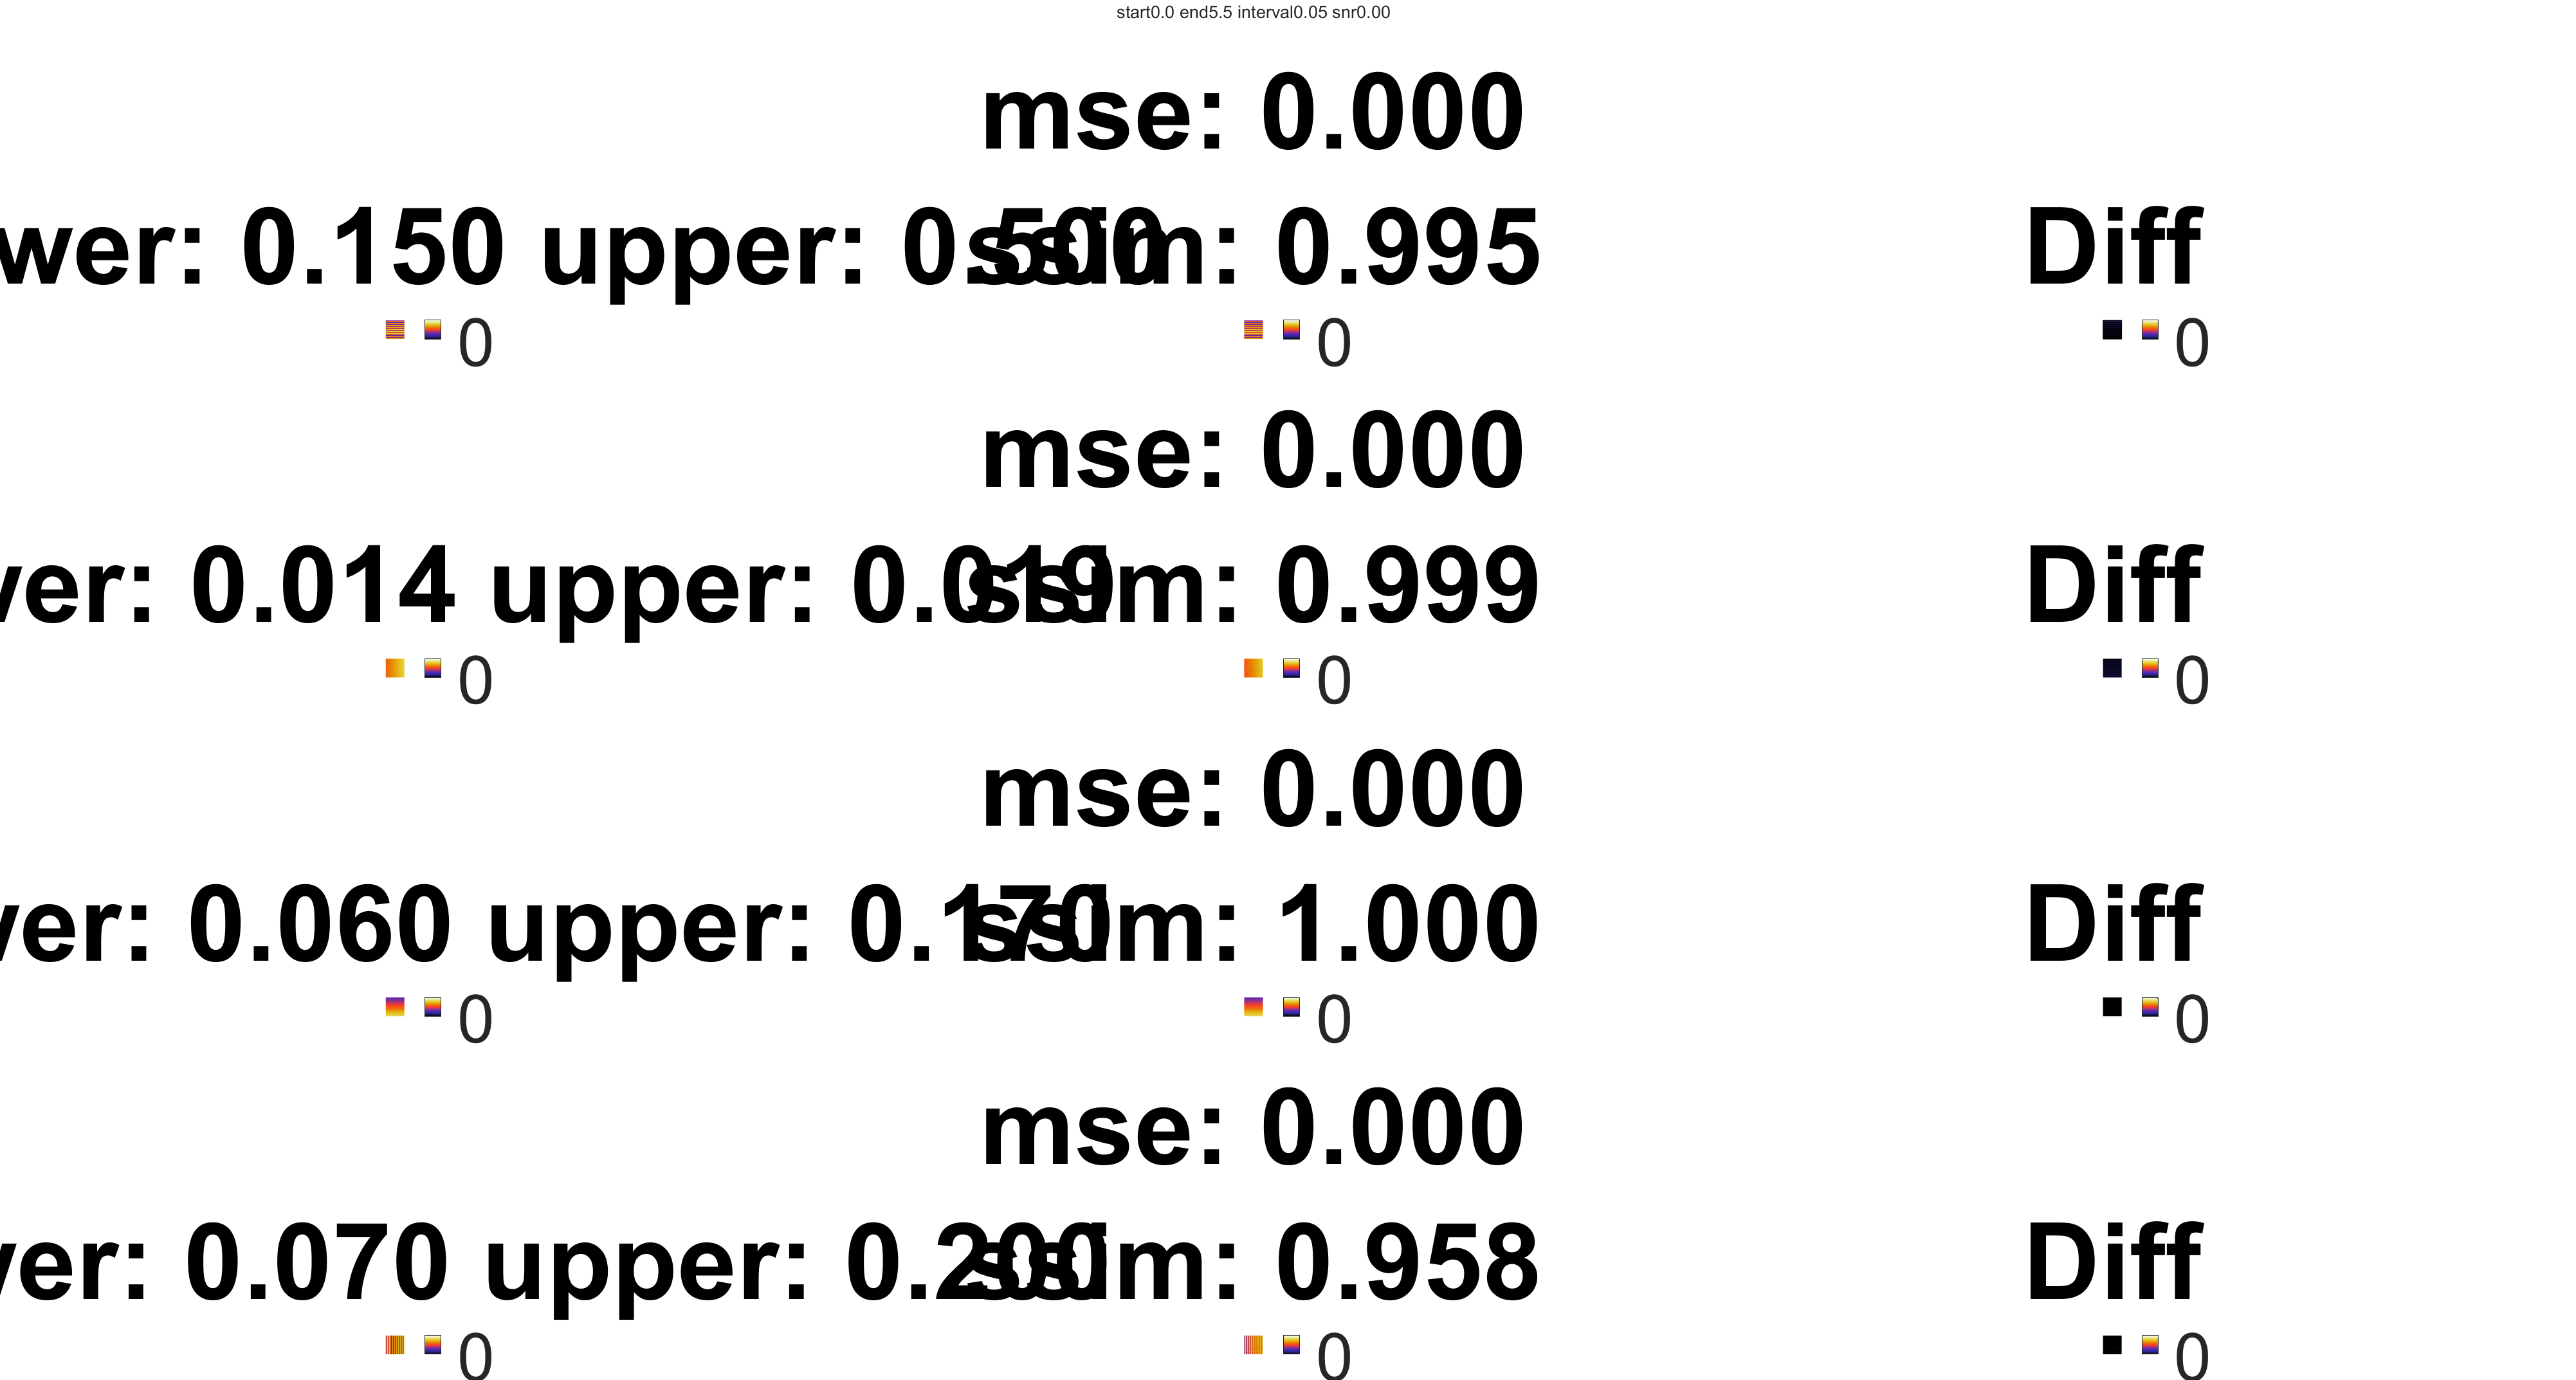 start0.0 end5.5 interval0.05 snr0.00
mse: 0.000
wer: 0.150 upper: 0.500 ssim: 0.995 Diff
0 0 0
mse: 0.000
ver: 0.014 upper: 0.019 ssim: 0.999 Diff
0 0 0
mse: 0.000
ver: 0.060 upper: 0.170 ssim: 1.000 Diff
0 0 0
mse: 0.000
ver: 0.070 upper: 0.200 ssim: 0.958 Diff
0 0 0